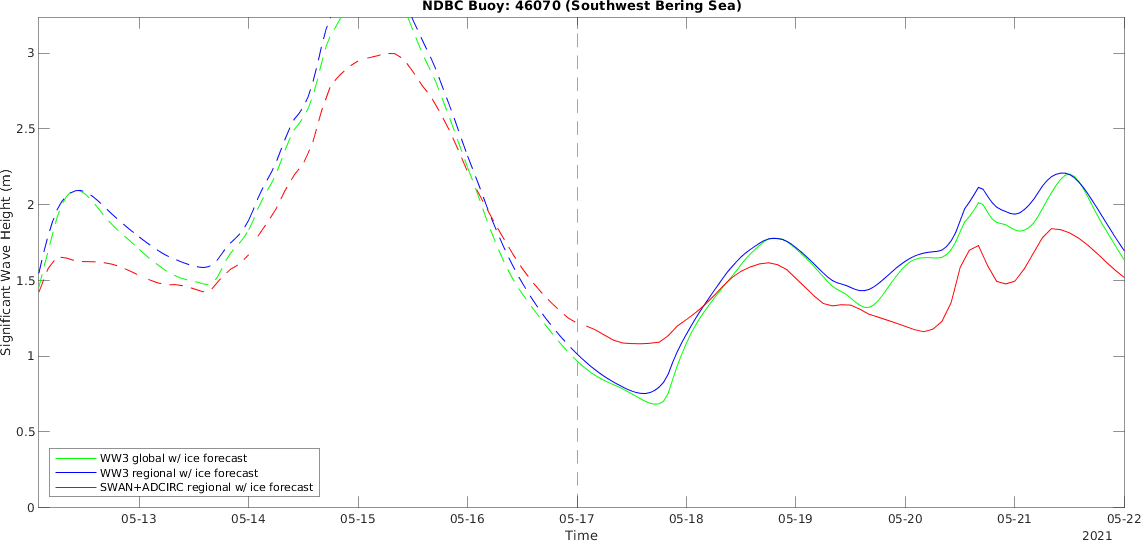 NDBC Buoy: 46070 (Southwest Bering Sea)
Significant Wave Height (m)
3
2.5
2
1.5
1
0.5
0
WW3 global w/ ice forecast
WW3 regional w/ ice forecast
SWAN+ADCIRC regional w/ ice forecast
05-13 05-14 05-15 05-16 05-17 05-18 05-19 05-20 05-21 05-22
Time
2021